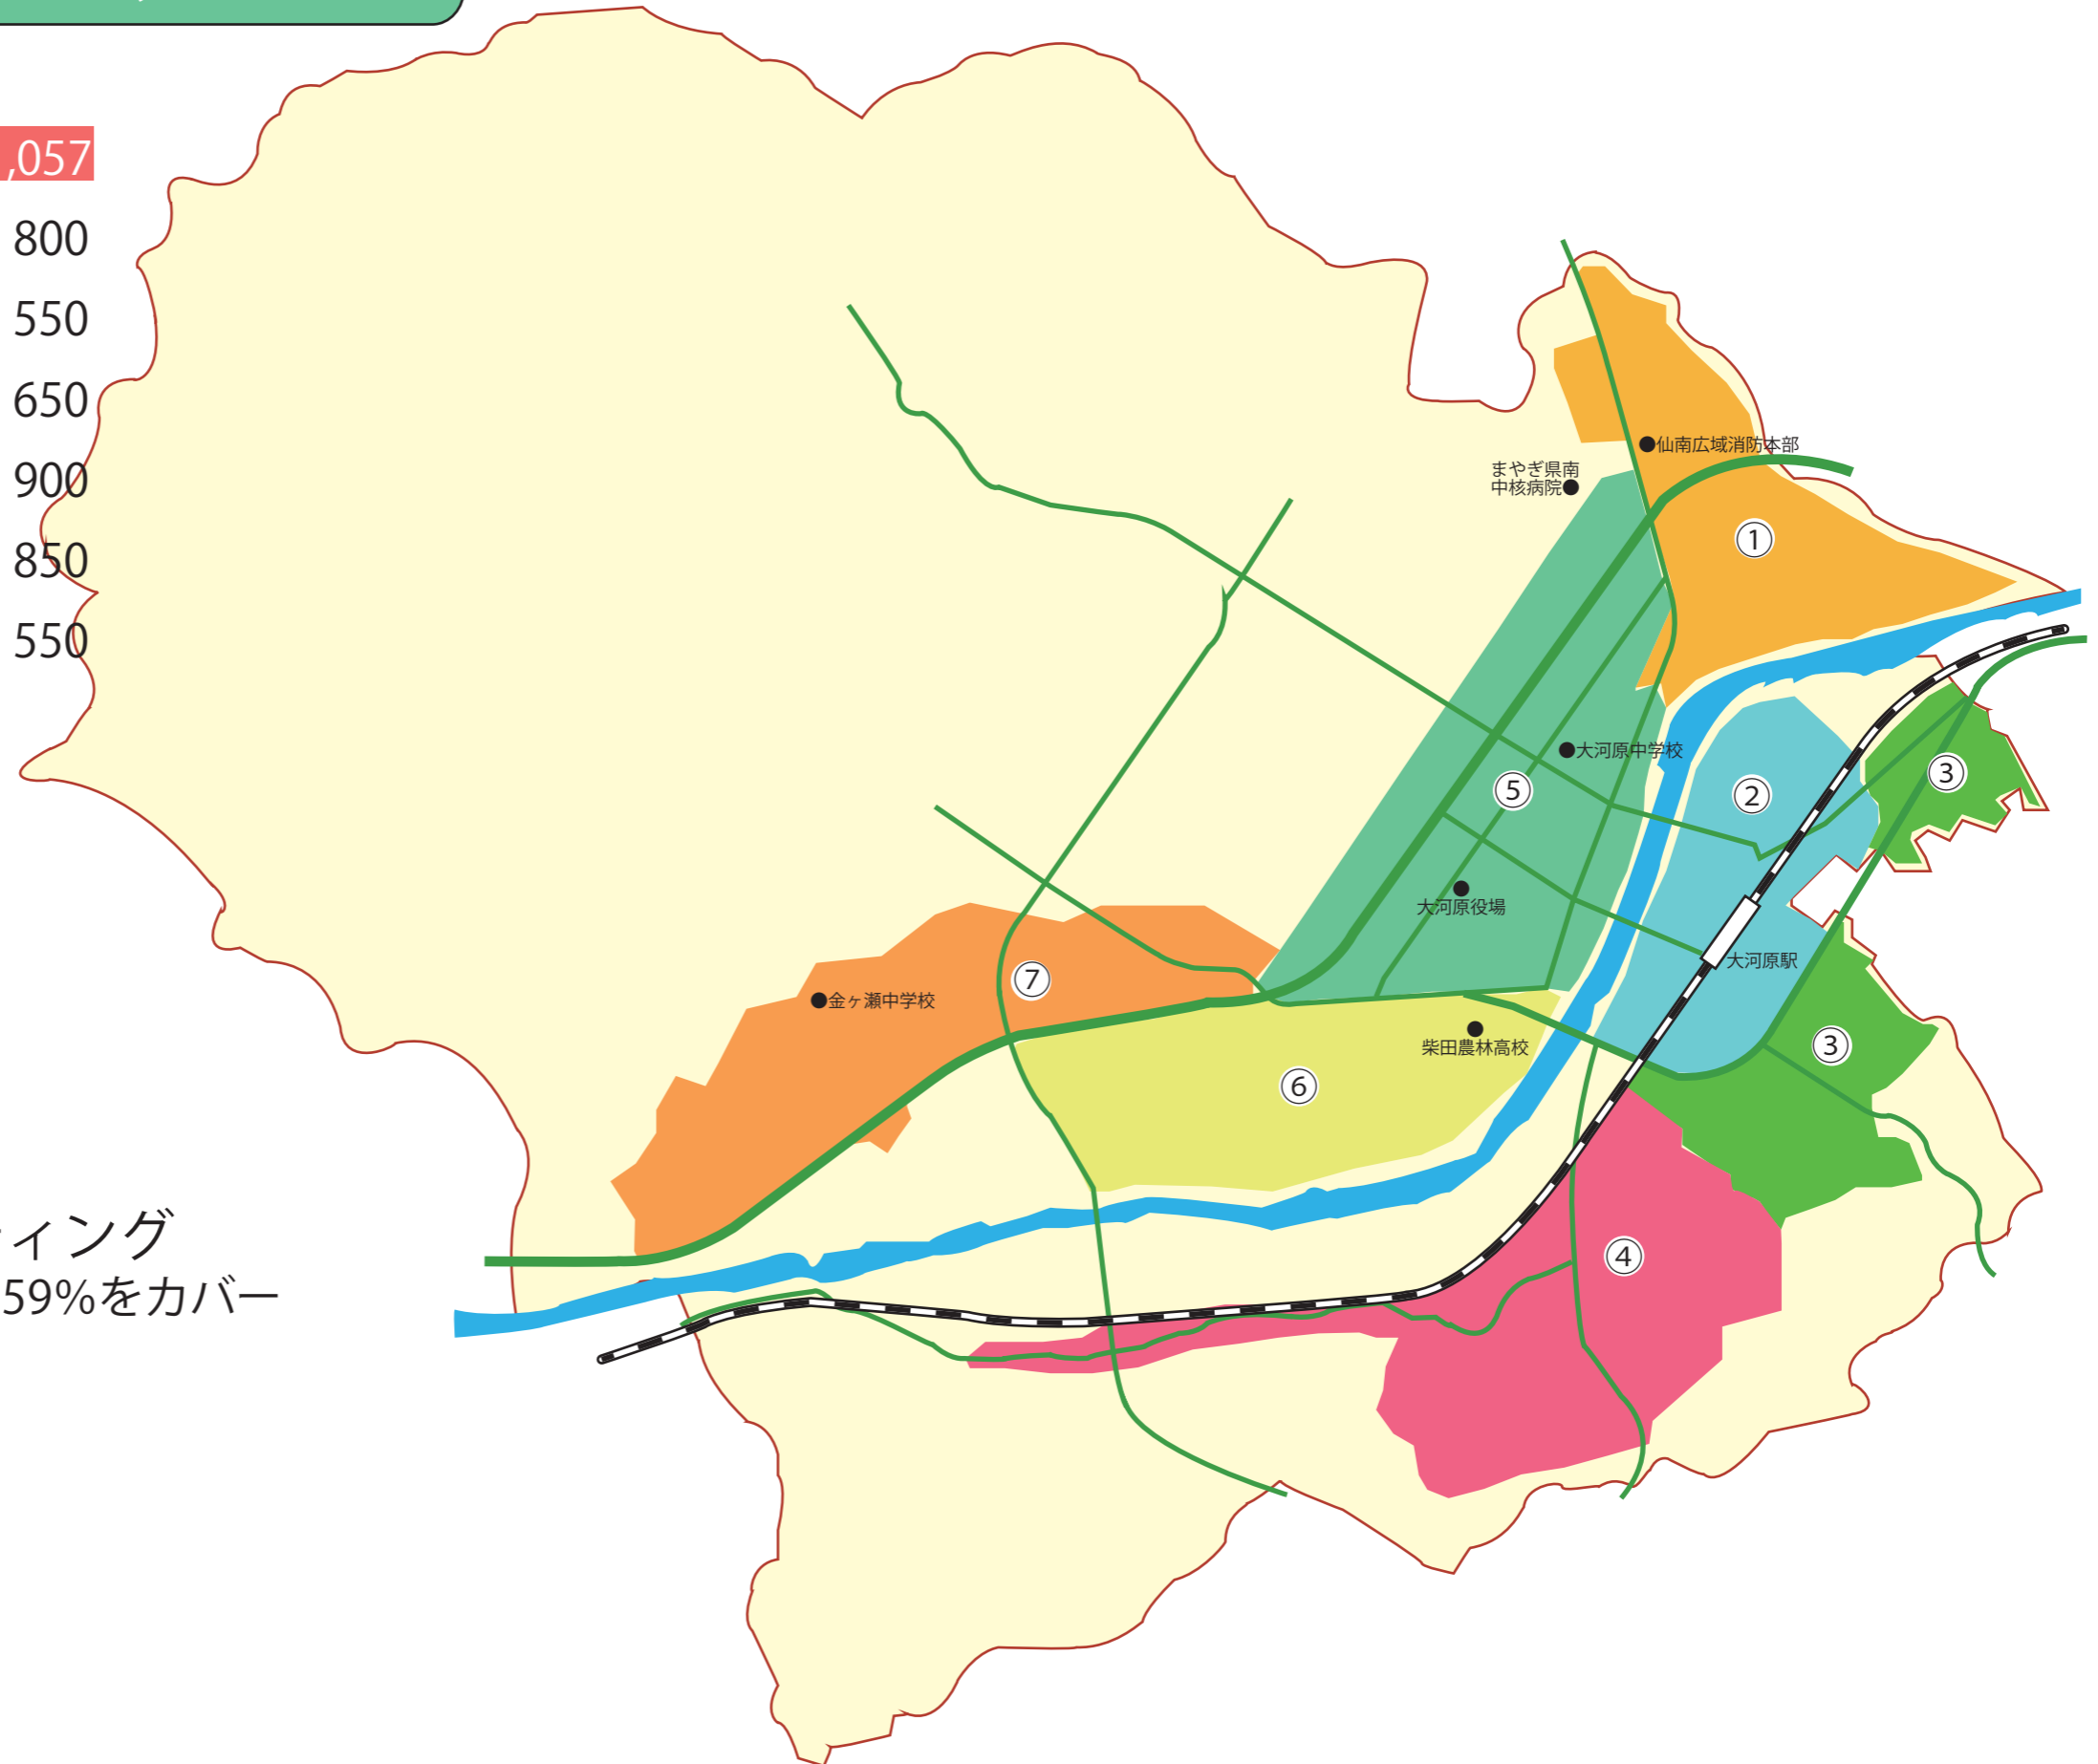 ,057
800
550
650
900
850
550
ィング
59%をカバー
仙南広域消防本部
まやぎ県南
中核病院
①
大河原中学校
⑤
②
③
大河原役場
大河原駅
⑦
金ヶ瀬中学校
柴田農林高校
③
⑥
④